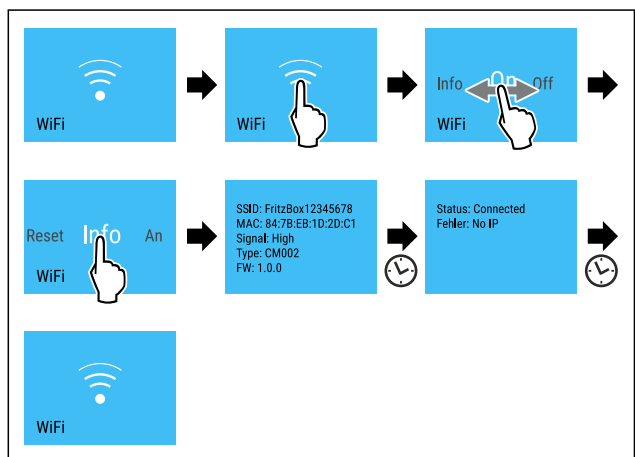 WiFi
WiFi
Info On Off
WiFi
Reset Info An
WiFi
SSID: FritzBox12345678
MAC: 84:7B:EB:1D:2D:C1
Signal: High
Type: CM002
FW: 1.0.0
Status: Connected
Fehler: No IP
WiFi